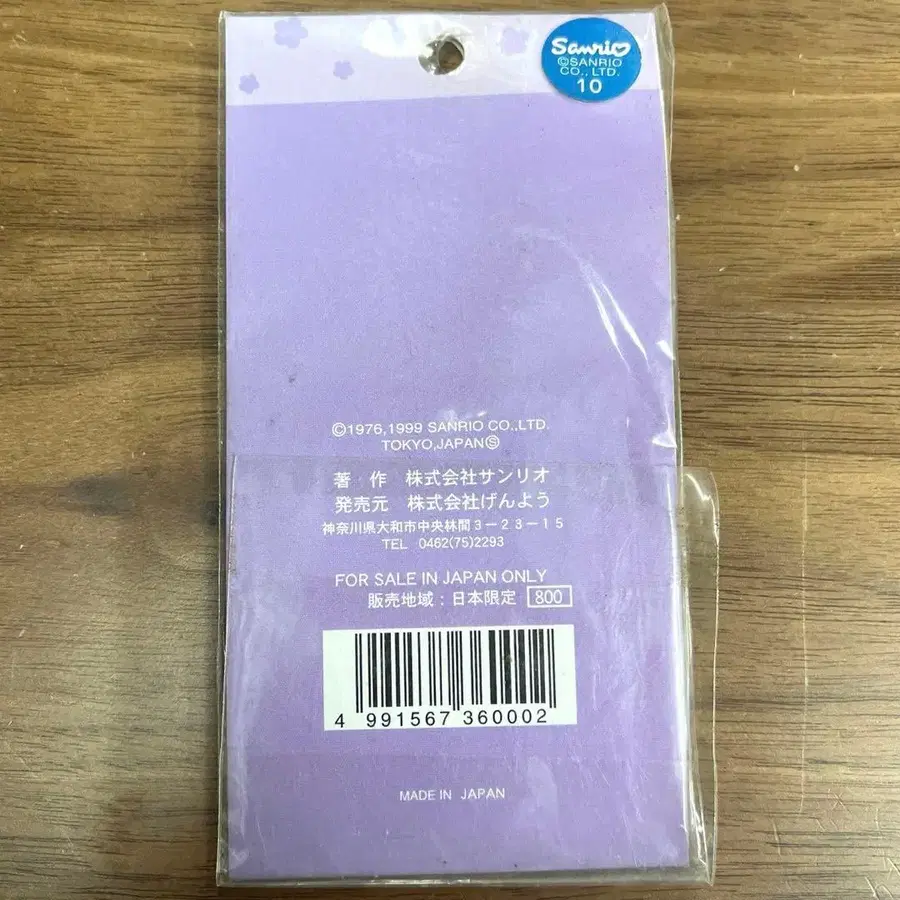 Sanrio
©SANRIO
CO., LTD.
10
©1976,1999 SANRIO CO.,LTD.
TOKYO,JAPANⓈ
著　作　株式会社サンリオ
発売元　株式会社げんよう
神奈川県大和市中央林間3－23－15
TEL 0462(75)2293
FOR SALE IN JAPAN ONLY
販売地域：日本限定 800
4 991567 360002
MADE IN JAPAN